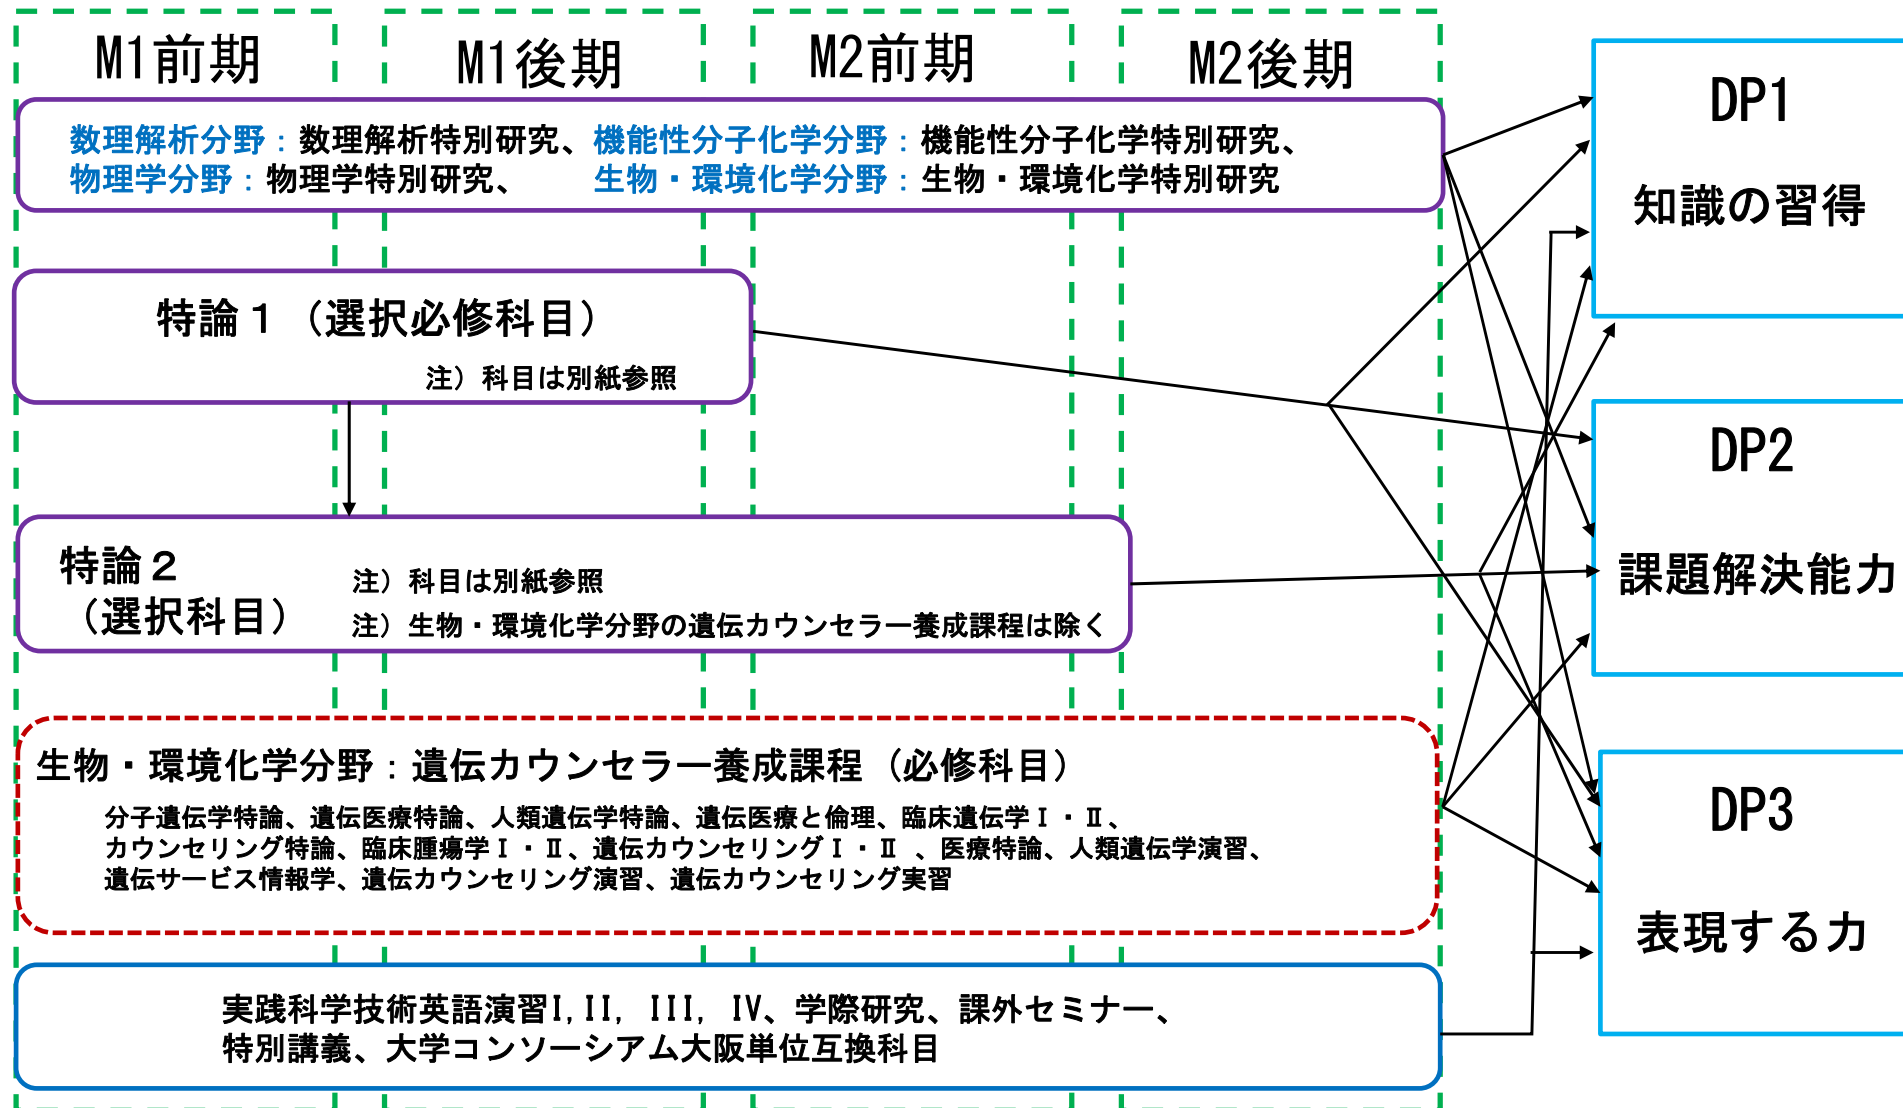 M1前期
M1後期
M2前期
M2後期
数理解析分野：数理解析特別研究、機能性分子化学分野：機能性分子化学特別研究、
物理学分野：物理学特別研究、　生物・環境化学分野：生物・環境化学特別研究
特論１（選択必修科目）
注）科目は別紙参照
特論２
（選択科目）
注）科目は別紙参照
注）生物・環境化学分野の遺伝カウンセラー養成課程は除く
生物・環境化学分野：遺伝カウンセラー養成課程（必修科目）
分子遺伝学特論、遺伝医療特論、人類遺伝学特論、遺伝医療と倫理、臨床遺伝学Ⅰ・Ⅱ、
カウンセリング特論、臨床腫瘍学Ⅰ・Ⅱ、遺伝カウンセリングⅠ・Ⅱ 、医療特論、人類遺伝学演習、
遺伝サービス情報学、遺伝カウンセリング演習、遺伝カウンセリング実習
実践科学技術英語演習I, II, III, IV、学際研究、課外セミナー、
特別講義、大学コンソーシアム大阪単位互換科目
DP1
知識の習得
DP2
課題解決能力
DP3
表現する力